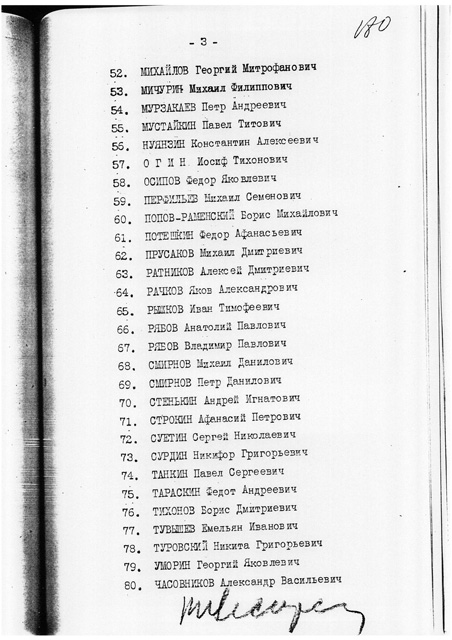 180
- 3 -
52. МИХАЙЛОВ Георгий Митрофанович
53. МИЧУРИН Михаил Филиппович
54. МУРЗАКАЕВ Петр Андреевич
55. МУСТАЙКИН Павел Титович
56. НУЯНЗИН Константин Алексеевич
57. О Г И Н Иосиф Тихонович
58. ОСИПОВ Федор Яковлевич
59. ПЕРФИЛЬЕВ Михаил Семенович
60. ПОПОВ-РАМЕНСКИЙ Борис Михайлович
61. ПОТЕШКИН Федор Афанасьевич
62. ПРУСАКОВ Михаил Дмитриевич
63. РАТНИКОВ Алексей Дмитриевич
64. РАЧКОВ Яков Александрович
65. РЫШКОВ Иван Тимофеевич
66. РЯБОВ Анатолий Павлович
67. РЯБОВ Владимир Павлович
68. СМИРНОВ Михаил Данилович
69. СМИРНОВ Петр Данилович
70. СТЕНЬКИН Андрей Игнатович
71. СТРОКИН Афанасий Петрович
72. СУЕТИН Сергей Николаевич
73. СУРДИН Никифор Григорьевич
74. ТАНКИН Павел Сергеевич
75. ТАРАСКИН Федот Андреевич
76. ТИХОНОВ Борис Дмитриевич
77. ТУВЫШЕВ Емельян Иванович
78. ТУРОВСКИЙ Никита Григорьевич
79. УМОРИН Георгий Яковлевич
80. ЧАСОВНИКОВ Александр Васильевич